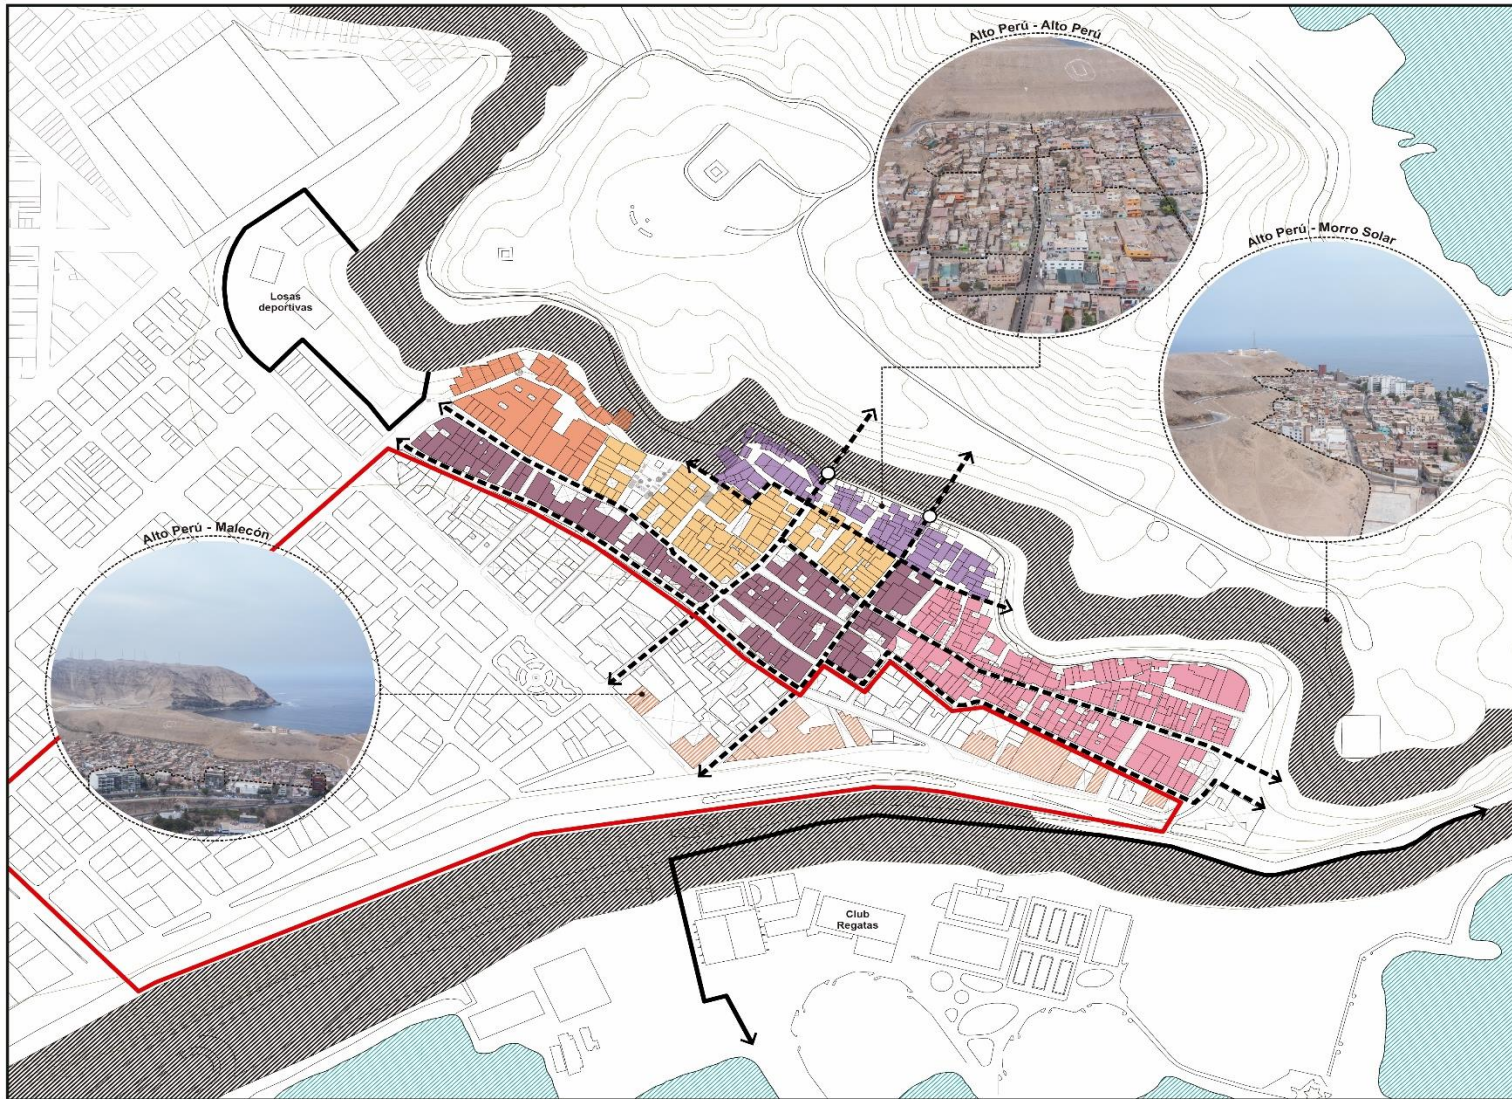 Alto Perú - Alto Perú
Alto Perú - Morro Solar
Losas
deportivas
Alto Perú - Malecón
Club
Regatas